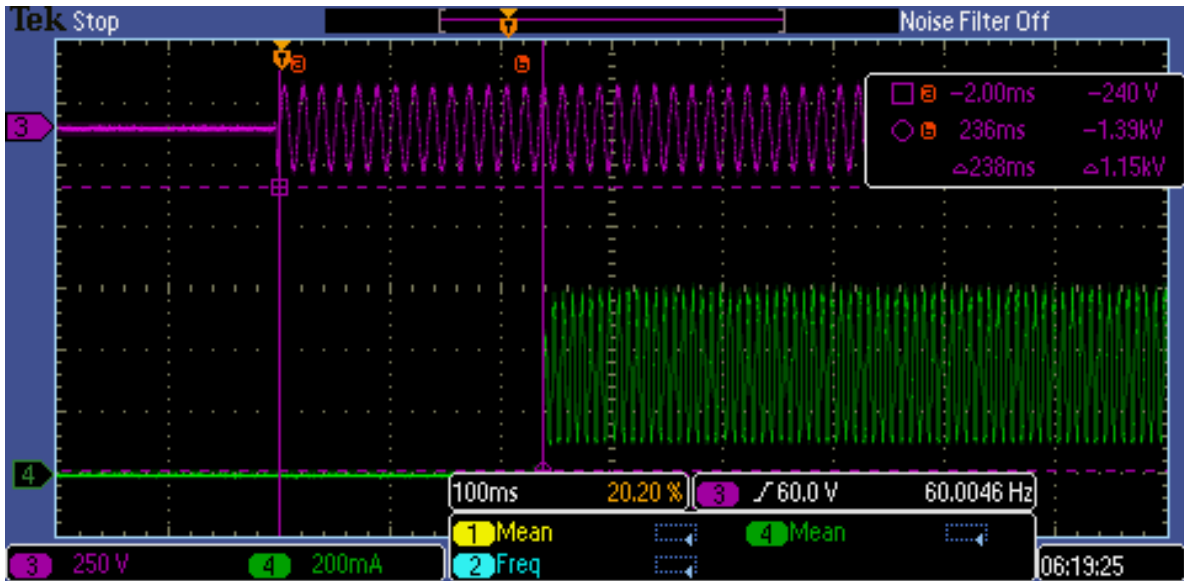 Tek Stop Noise Filter Off
T
T a b
a -2.00ms -240 V
b 236ms -1.39kV
△238ms △1.15kV
3
4
100ms 20.20 % 3 ∫ 60.0 V 60.0046 Hz
1 Mean 4 Mean
2 Freq
3 250 V 4 200mA 06:19:25